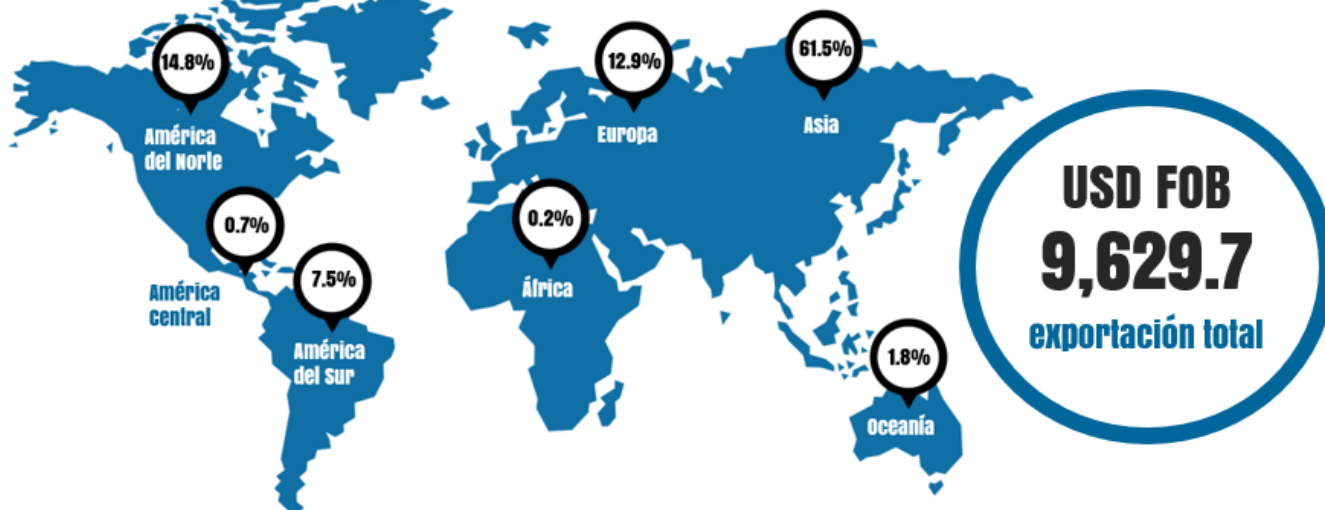 14.8%
América
del Norte
0.7%
América
central
7.5%
América
del Sur
12.9%
Europa
61.5%
Asia
0.2%
África
1.8%
Oceanía
USD FOB
9,629.7
exportación total